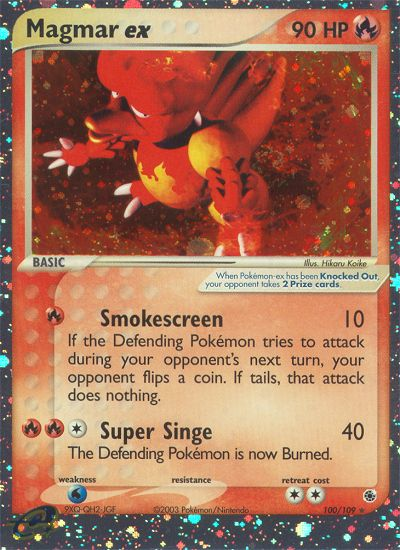 Magmar ex 90 HP
Illus. Hikaru Koike
BASIC
When Pokémon-ex has been Knocked Out,
your opponent takes 2 Prize cards.
Smokescreen 10
If the Defending Pokémon tries to attack
during your opponent's next turn, your
opponent flips a coin. If tails, that attack
does nothing.
Super Singe 40
The Defending Pokémon is now Burned.
weakness resistance retreat cost
9XQ-QH2-JGF ©2003 Pokémon/Nintendo 100/109 ★